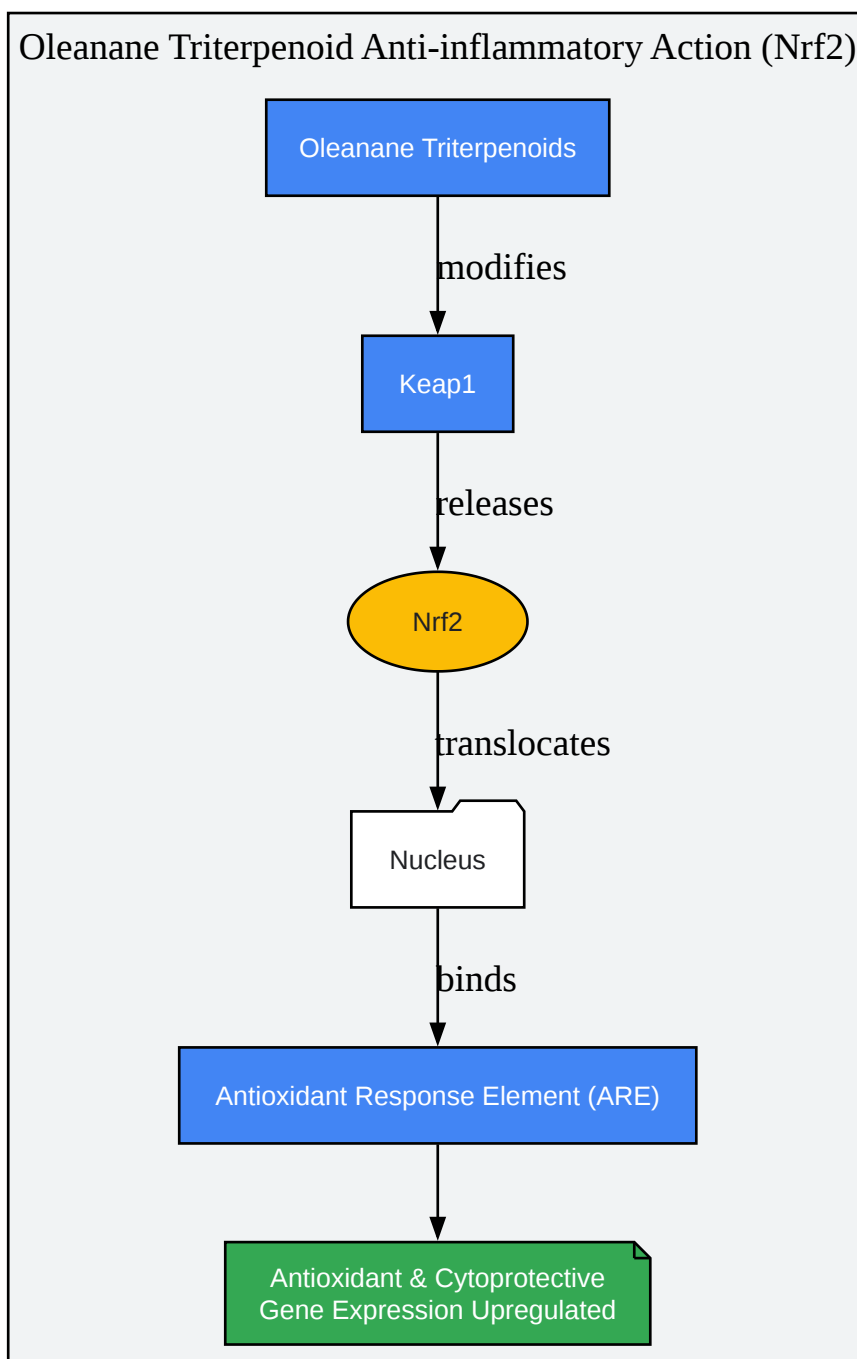 Oleanane Triterpenoid Anti-inflammatory Action (Nrf2)
Oleanane Triterpenoids
modifies
Keap1
releases
Nrf2
translocates
Nucleus
binds
Antioxidant Response Element (ARE)
Antioxidant & Cytoprotective
Gene Expression Upregulated